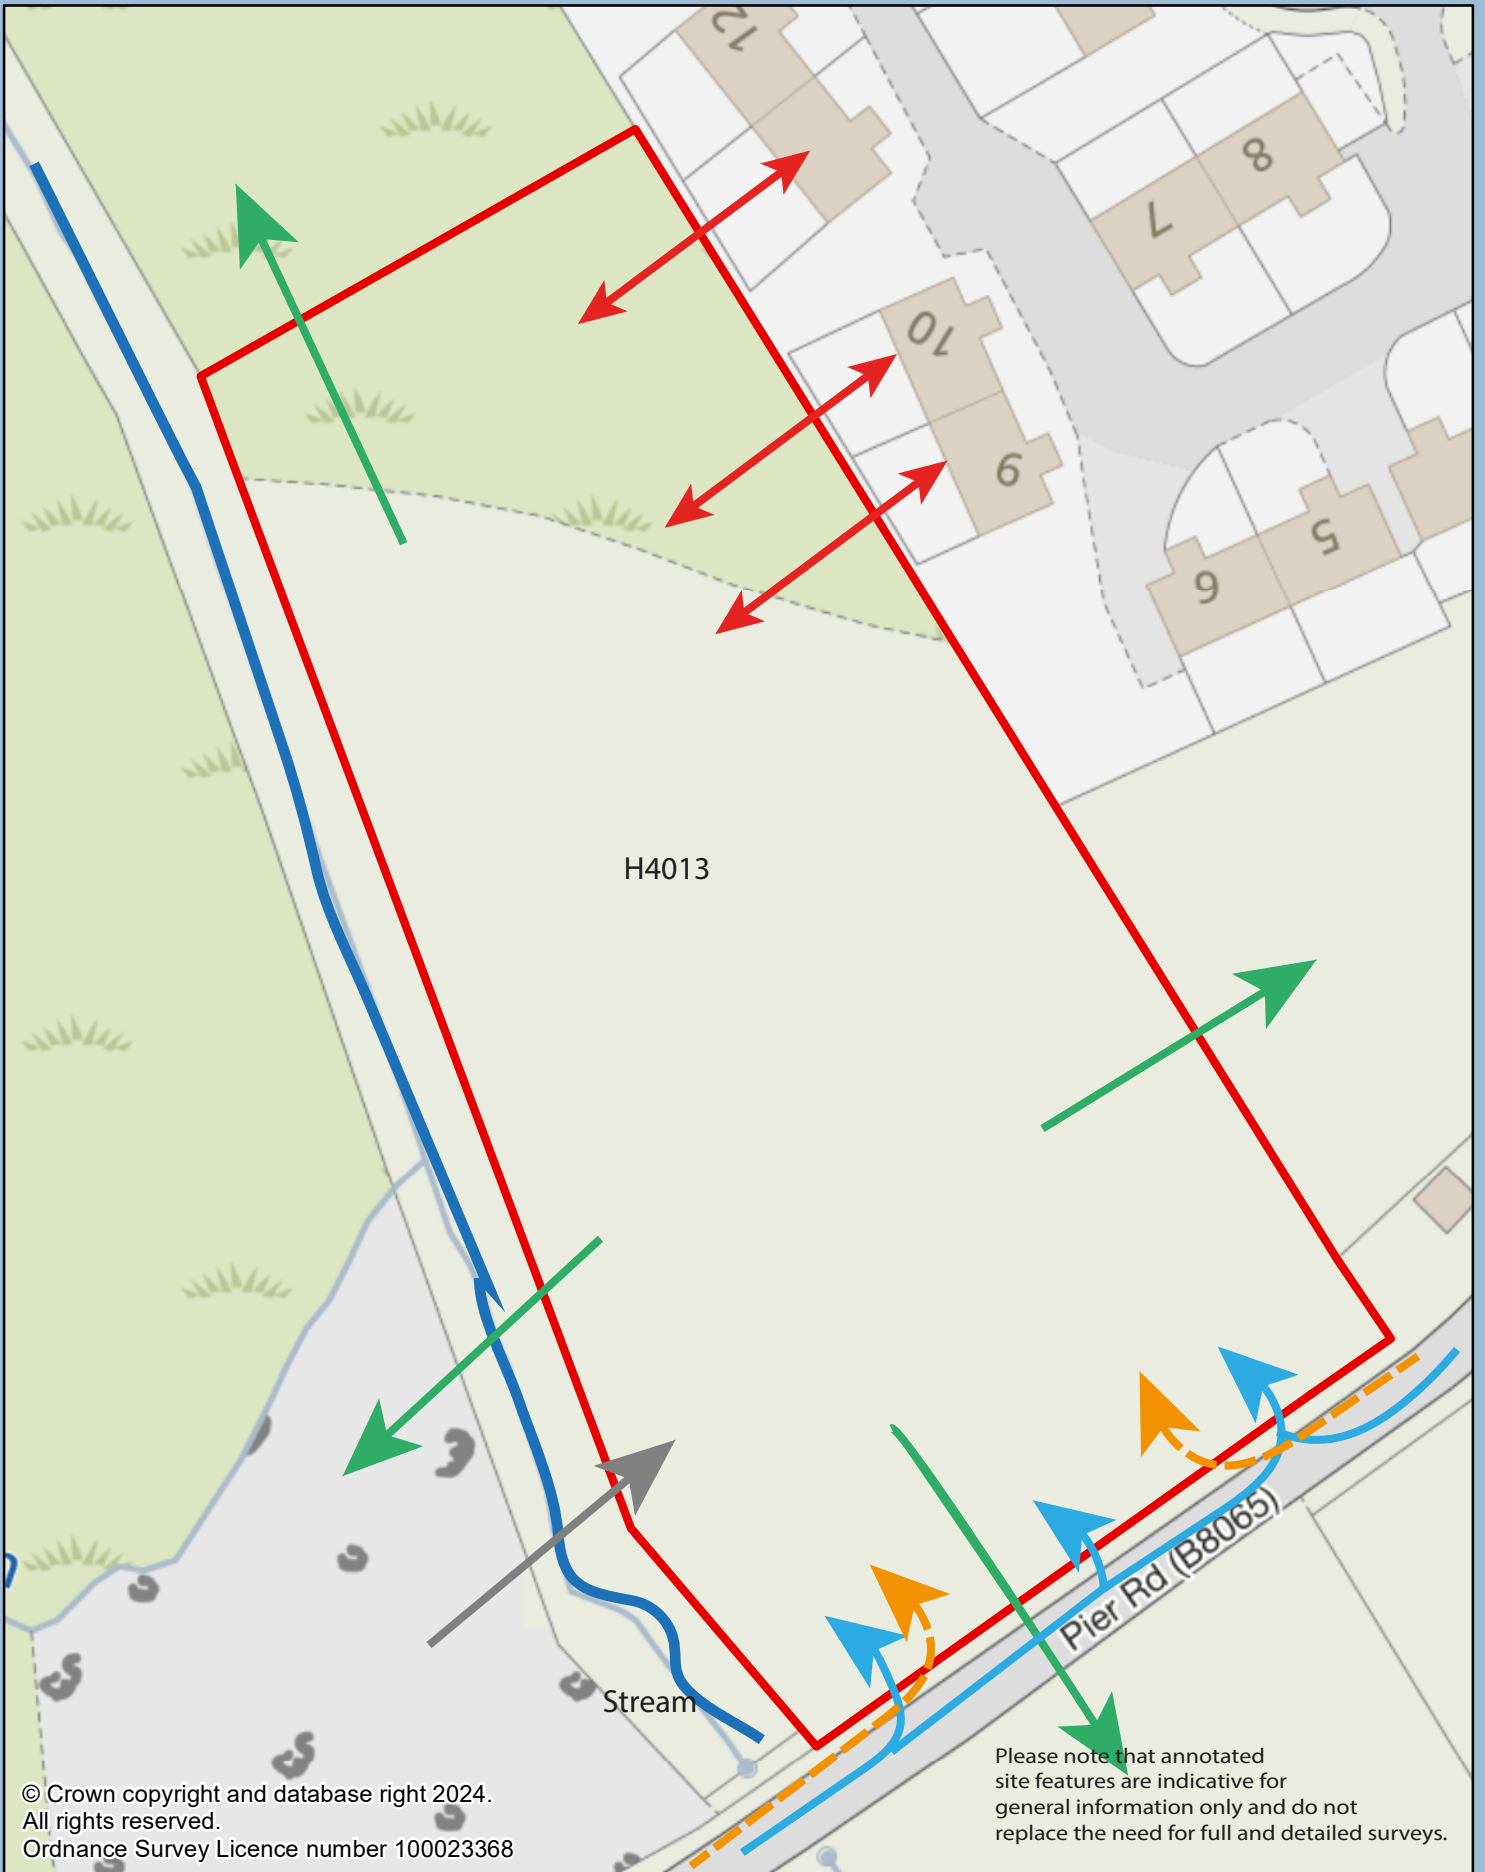 12
8
7
10
9
5
6
H4013
Pier Rd (B8065)
Stream
Please note that annotated
site features are indicative for
general information only and do not
replace the need for full and detailed surveys.
© Crown copyright and database right 2024.
All rights reserved.
Ordnance Survey Licence number 100023368